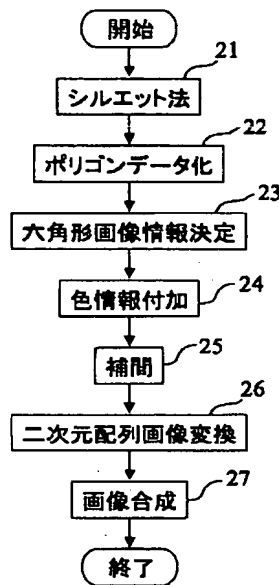 開始
21
シルエット法
22
ポリゴンデータ化
23
六角形画像情報決定
24
色情報付加
25
補間
26
二次元配列画像変換
27
画像合成
終了